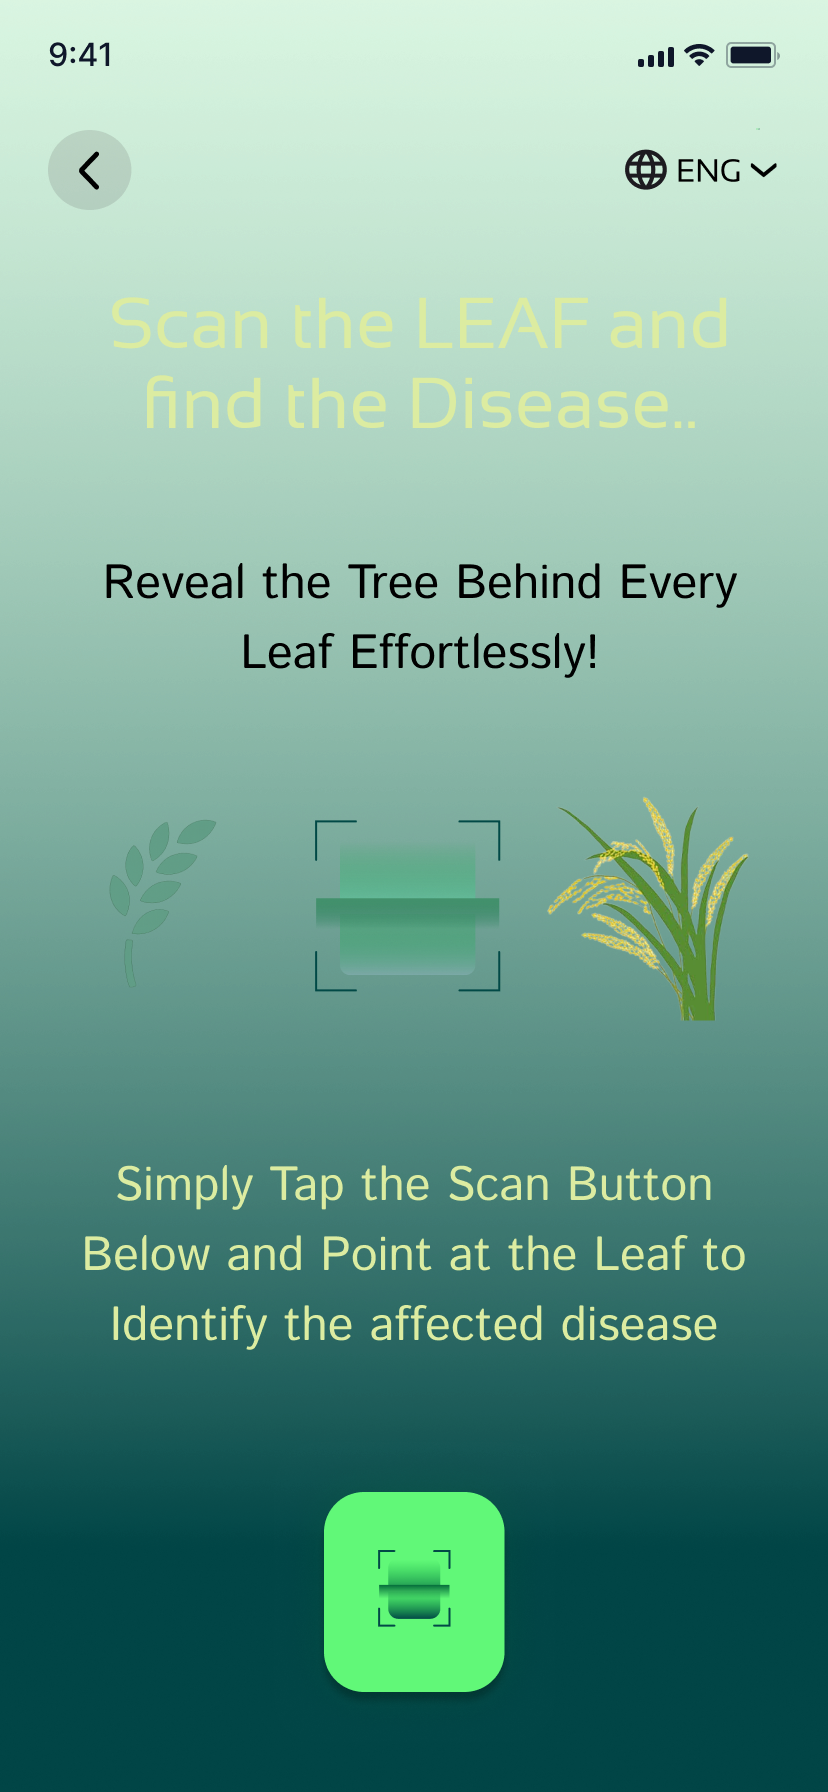 9:41
ENG
Scan the LEAF and
find the Disease..
Reveal the Tree Behind Every
Leaf Effortlessly!
Simply Tap the Scan Button
Below and Point at the Leaf to
Identify the affected disease